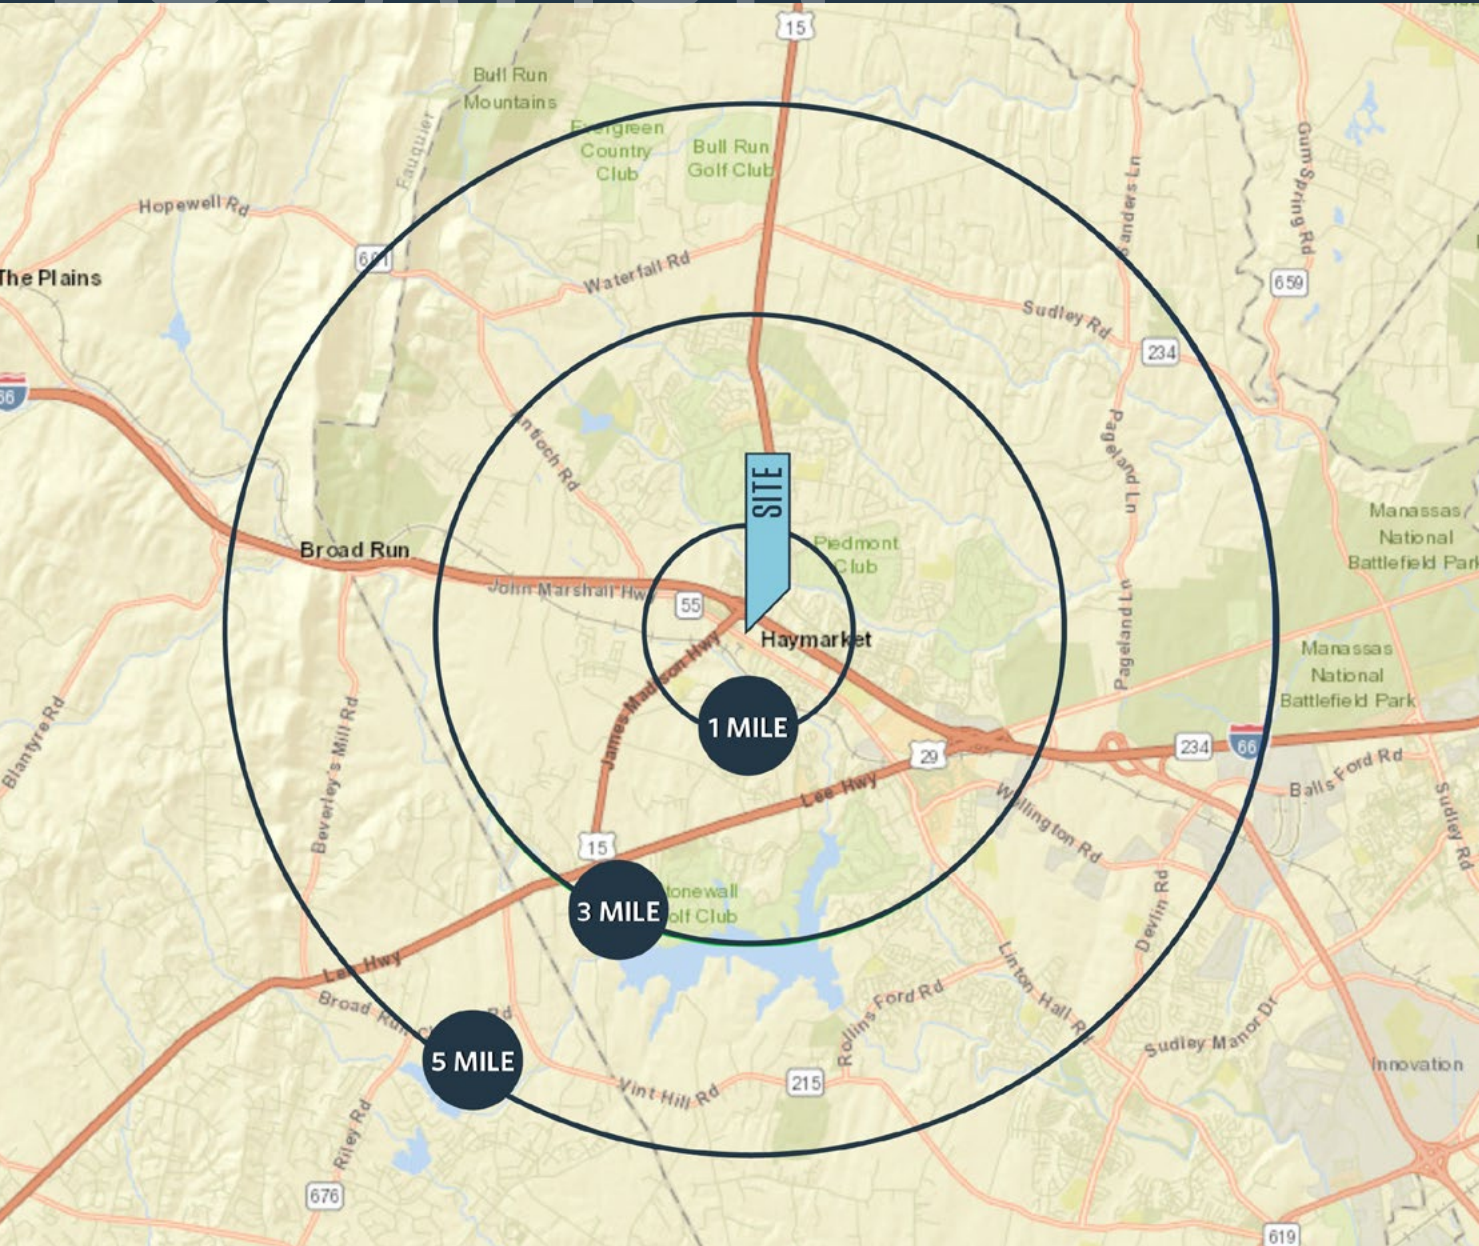 15
Bull Run
Mountains
Evergreen
Country
Club
Bull Run
Golf Club
Fauquier
Gum Spring Rd
Sanders Ln
Hopewell Rd
The Plains
Waterfall Rd
659
Sudley Rd
234
66
Antioch Rd
Pageland Ln
SITE
Manassas
National
Battlefield Park
Piedmont
Club
Broad Run
John Marshall Hwy
55
Haymarket
Pageland Ln
Manassas
National
Battlefield Park
James Madison Hwy
1 MILE
Blantyre Rd
Beverley's Mill Rd
29
234
66
Balls Ford Rd
Lee Hwy
Wellington Rd
Sudley Rd
15
3 MILE
tonewall
olf Club
Devlin Rd
Lee Hwy
Linton Hall Rd
Rollins Ford Rd
Broad Run
Rd
Sudley Manor Dr
5 MILE
Innovation
Vint Hill Rd
215
Riley Rd
676
619